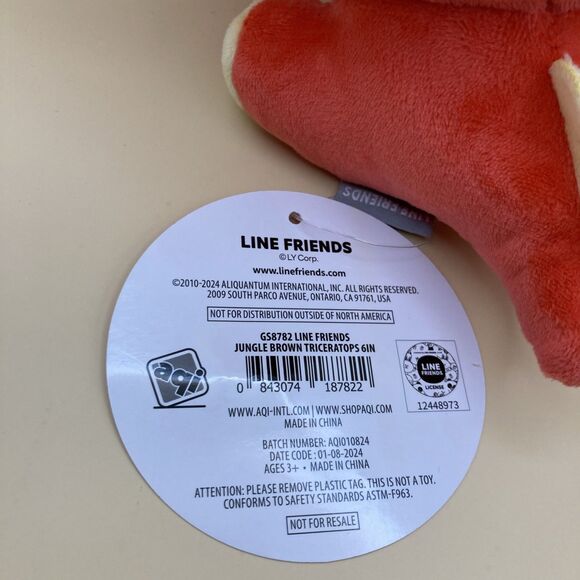 LINE FRIENDS
LINE FRIENDS
©LY Corp.
www.linefriends.com
©2010-2024 ALIQUANTUM INTERNATIONAL, INC. ALL RIGHTS RESERVED.
2009 SOUTH PARCO AVENUE, ONTARIO, CA 91761, USA
NOT FOR DISTRIBUTION OUTSIDE OF NORTH AMERICA
GS8782 LINE FRIENDS
JUNGLE BROWN TRICERATOPS 6IN
0 843074 187822
aqi
LINE
FRIENDS
LICENSE
12448973
WWW.AQI-INTL.COM | WWW.SHOPAQI.COM
MADE IN CHINA
BATCH NUMBER: AQI010824
DATE CODE : 01-08-2024
AGES 3+ • MADE IN CHINA
ATTENTION: PLEASE REMOVE PLASTIC TAG. THIS IS NOT A TOY.
CONFORMS TO SAFETY STANDARDS ASTM-F963.
NOT FOR RESALE